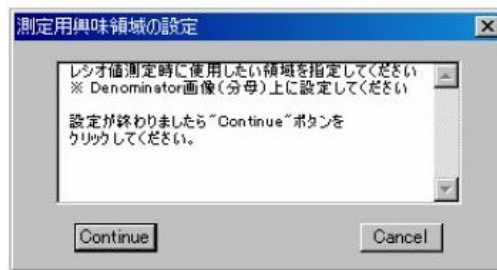 測定用興味領域の設定
レシオ値測定時に使用したい領域を指定してください
※ Denominator画像(分母)上に設定してください
設定が終わりましたら"Continue"ボタンを
クリックしてください。
Continue
Cancel